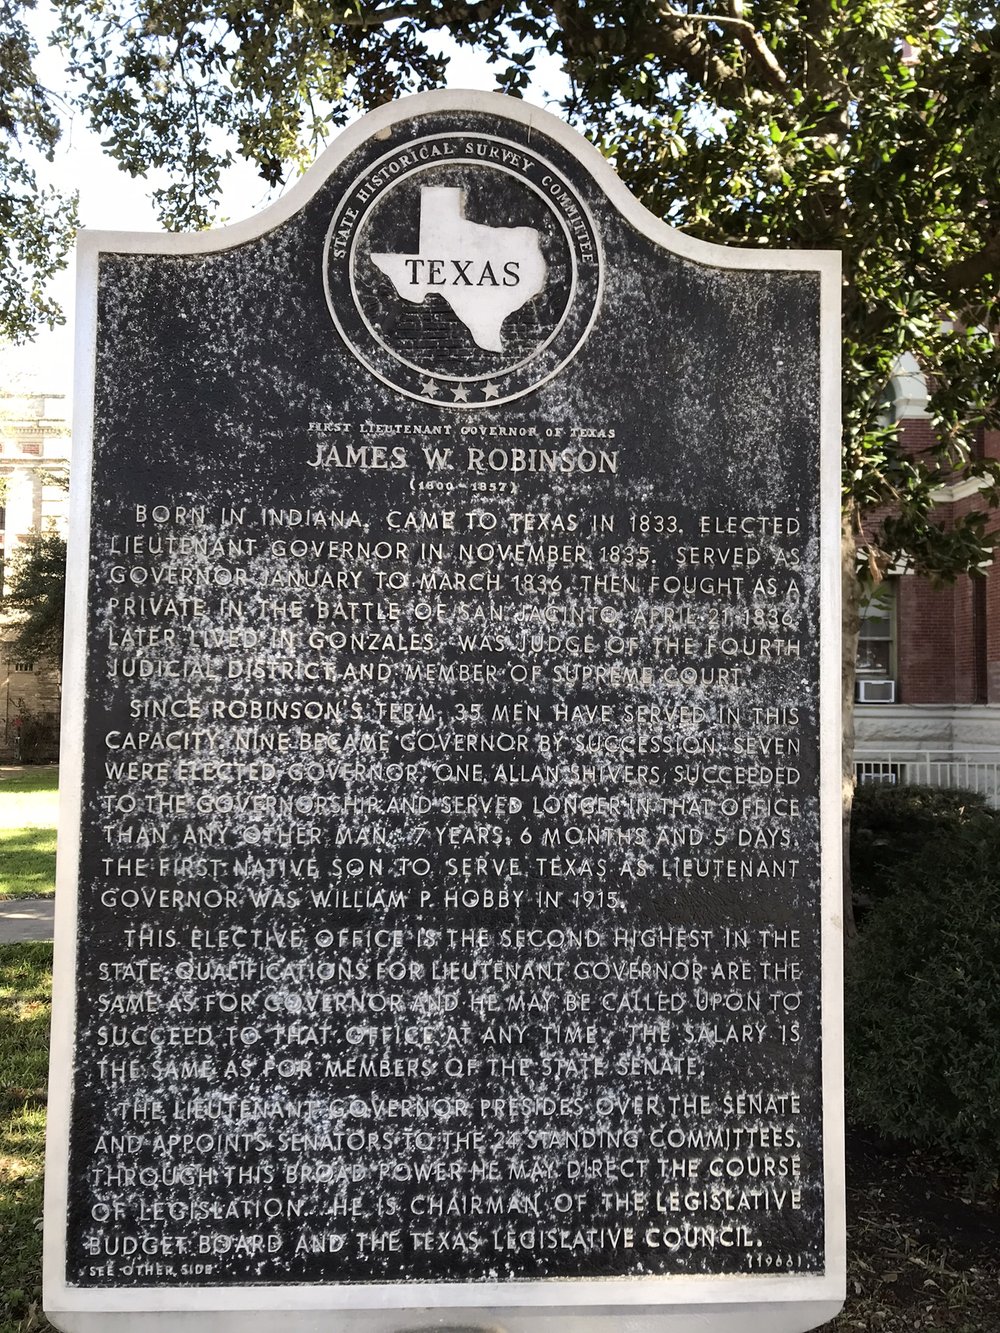 STATE HISTORICAL SURVEY COMMITTEE
TEXAS
FIRST LIEUTENANT GOVERNOR OF TEXAS
JAMES W. ROBINSON
(1800-1857)
BORN IN INDIANA. CAME TO TEXAS IN 1833. ELECTED
LIEUTENANT GOVERNOR IN NOVEMBER 1835. SERVED AS
GOVERNOR JANUARY TO MARCH 1836. THEN FOUGHT AS A
PRIVATE IN THE BATTLE OF SAN JACINTO, APRIL 21, 1836.
LATER LIVED IN GONZALES. WAS JUDGE OF THE FOURTH
JUDICIAL DISTRICT AND MEMBER OF SUPREME COURT.
SINCE ROBINSON'S TERM, 35 MEN HAVE SERVED IN THIS
CAPACITY. NINE BECAME GOVERNOR BY SUCCESSION. SEVEN
WERE ELECTED GOVERNOR. ONE, ALLAN SHIVERS, SUCCEEDED
TO THE GOVERNORSHIP AND SERVED LONGER IN THAT OFFICE
THAN ANY OTHER MAN: 7 YEARS, 6 MONTHS AND 5 DAYS.
THE FIRST NATIVE SON TO SERVE TEXAS AS LIEUTENANT
GOVERNOR WAS WILLIAM P. HOBBY IN 1915.
THIS ELECTIVE OFFICE IS THE SECOND HIGHEST IN THE
STATE. QUALIFICATIONS FOR LIEUTENANT GOVERNOR ARE THE
SAME AS FOR GOVERNOR AND HE MAY BE CALLED UPON TO
SUCCEED TO THAT OFFICE AT ANY TIME. THE SALARY IS
THE SAME AS FOR MEMBERS OF THE STATE SENATE.
THE LIEUTENANT GOVERNOR PRESIDES OVER THE SENATE
AND APPOINTS SENATORS TO THE 24 STANDING COMMITTEES.
THROUGH THIS BROAD POWER HE MAY DIRECT THE COURSE
OF LEGISLATION. HE IS CHAIRMAN OF THE LEGISLATIVE
BUDGET BOARD AND THE TEXAS LEGISLATIVE COUNCIL.
SEE OTHER SIDE (1966)